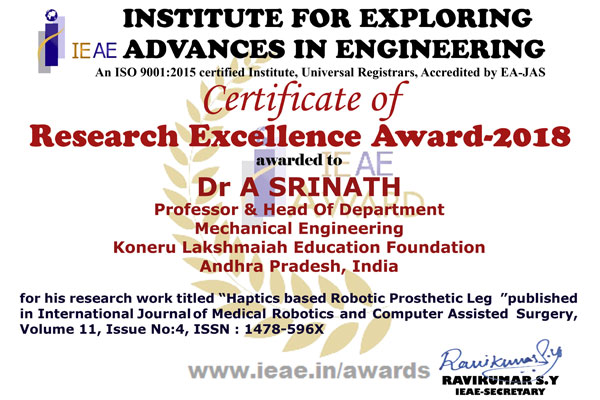 INSTITUTE FOR EXPLORING
IEAE ADVANCES IN ENGINEERING
An ISO 9001:2015 certified Institute, Universal Registrars, Accredited by EA-JAS
Certificate of
Research Excellence Award-2018
awarded to
IEAE
AWARD
Dr A SRINATH
Professor & Head Of Department
Mechanical Engineering
Koneru Lakshmaiah Education Foundation
Andhra Pradesh, India
for his research work titled “Haptics based Robotic Prosthetic Leg ”published
in International Journal of Medical Robotics and Computer Assisted Surgery,
Volume 11, Issue No:4, ISSN : 1478-596X
www.ieae.in/awards
Ravikumar S.Y
RAVIKUMAR S.Y
IEAE-SECRETARY